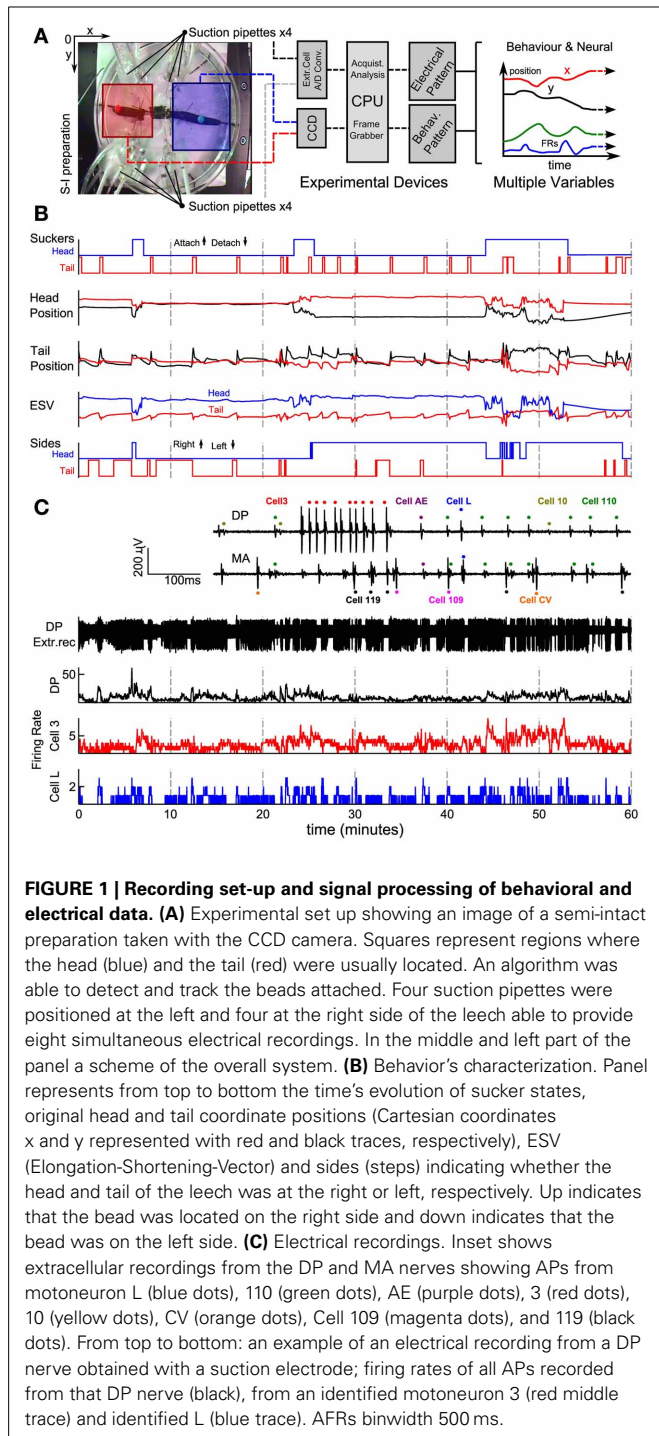 A
0
x
y
S-I preparation
Suction pipettes x4
Suction pipettes x4
Extr.Cell
A/D Conv.
CCD
Acquist.
Analysis
CPU
Frame
Grabber
Electrical
Pattern
Behav.
Pattern
Experimental Devices
Behaviour & Neural
position
x
y
FRs
time
Multiple Variables
B
Suckers
Head
Tail
Attach
Detach
Head
Position
Tail
Position
ESV
Head
Tail
Sides
Head
Tail
Right
Left
0 10 20 30 40 50 60
C
Cell3
Cell AE
Cell L
Cell 10
Cell 110
DP
MA
200 µV
100ms
Cell 119
Cell 109
Cell CV
DP
Extr.rec
50
DP
Firing Rate
Cell 3
5
Cell L
2
0 10 20 30 40 50 60
time (minutes)
FIGURE 1 | Recording set-up and signal processing of behavioral and
electrical data. (A) Experimental set up showing an image of a semi-intact
preparation taken with the CCD camera. Squares represent regions where
the head (blue) and the tail (red) were usually located. An algorithm was
able to detect and track the beads attached. Four suction pipettes were
positioned at the left and four at the right side of the leech able to provide
eight simultaneous electrical recordings. In the middle and left part of the
panel a scheme of the overall system. (B) Behavior's characterization. Panel
represents from top to bottom the time's evolution of sucker states,
original head and tail coordinate positions (Cartesian coordinates
x and y represented with red and black traces, respectively), ESV
(Elongation-Shortening-Vector) and sides (steps) indicating whether the
head and tail of the leech was at the right or left, respectively. Up indicates
that the bead was located on the right side and down indicates that the
bead was on the left side. (C) Electrical recordings. Inset shows
extracellular recordings from the DP and MA nerves showing APs from
motoneuron L (blue dots), 110 (green dots), AE (purple dots), 3 (red dots),
10 (yellow dots), CV (orange dots), Cell 109 (magenta dots), and 119 (black
dots). From top to bottom: an example of an electrical recording from a DP
nerve obtained with a suction electrode; firing rates of all APs recorded
from that DP nerve (black), from an identified motoneuron 3 (red middle
trace) and identified L (blue trace). AFRs binwidth 500 ms.